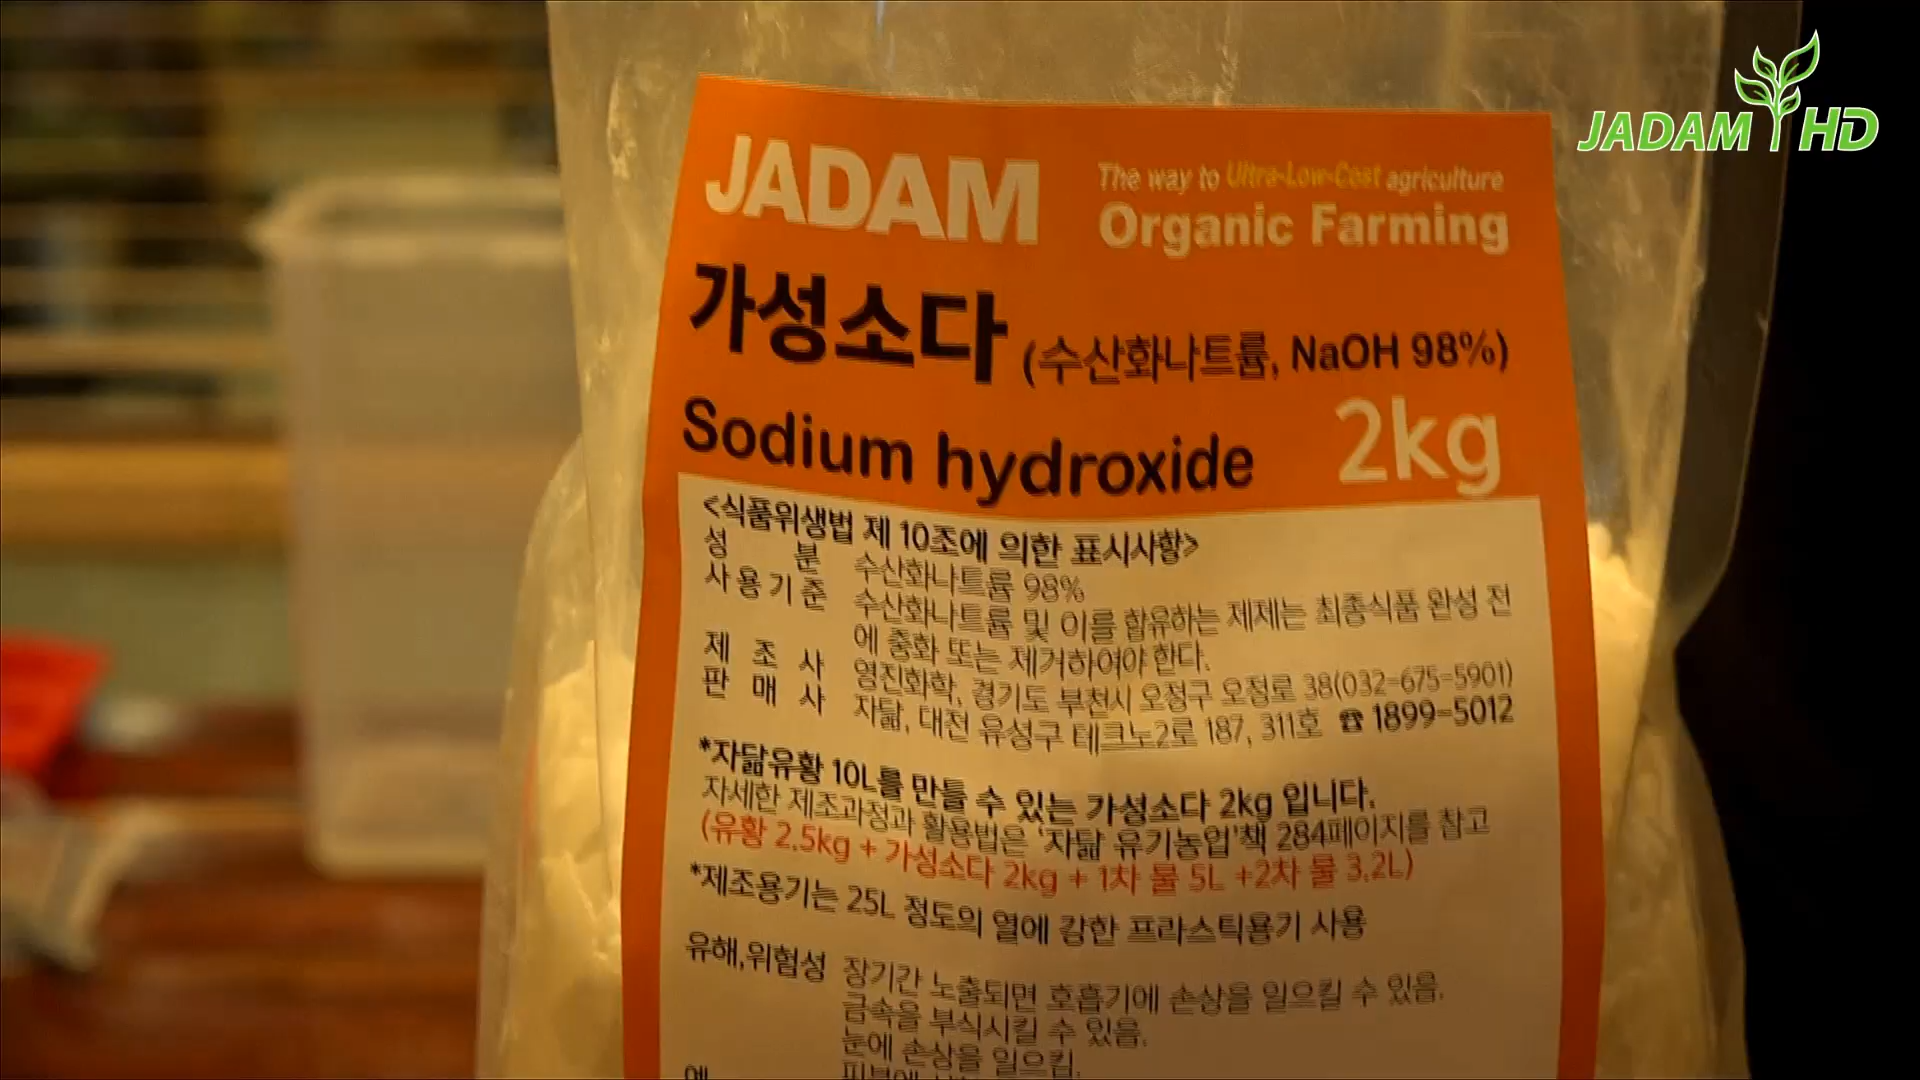 JADAM HD
JADAM
The way to Ultra-Low-Cost agriculture
Organic Farming
가성소다 (수산화나트륨, NaOH 98%)
Sodium hydroxide 2kg
<식품위생법 제 10조에 의한 표시사항>
성 분 수산화나트륨 98%
사용기준 수산화나트륨 및 이를 함유하는 제제는 최종식품 완성 전
에 중화 또는 제거하여야 한다.
제 조 사 영진화학, 경기도 부천시 오정구 오정로 38(032-675-5901)
판 매 사 자닮, 대전 유성구 테크노2로 187, 311호 ☎ 1899-5012
*자닮유황 10L를 만들 수 있는 가성소다 2kg 입니다.
자세한 제조과정과 활용법은 '자닮 유기농업'책 284페이지를 참고
(유황 2.5kg + 가성소다 2kg + 1차 물 5L +2차 물 3.2L)
*제조용기는 25L 정도의 열에 강한 프라스틱용기 사용
유해,위험성 장기간 노출되면 호흡기에 손상을 일으킬 수 있음.
금속을 부식시킬 수 있음.
눈에 손상을 일으킴.